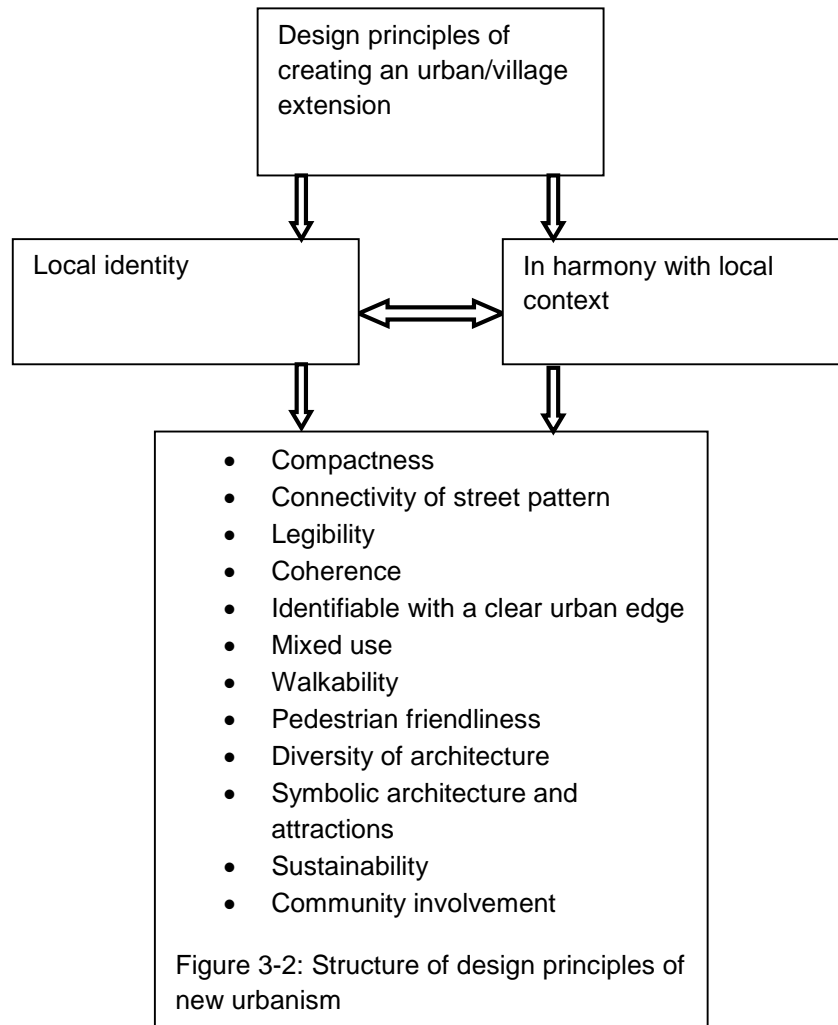 Design principles of
creating an urban/village
extension
Local identity
In harmony with local
context
• Compactness
• Connectivity of street pattern
• Legibility
• Coherence
• Identifiable with a clear urban edge
• Mixed use
• Walkability
• Pedestrian friendliness
• Diversity of architecture
• Symbolic architecture and
attractions
• Sustainability
• Community involvement
Figure 3-2: Structure of design principles of
new urbanism